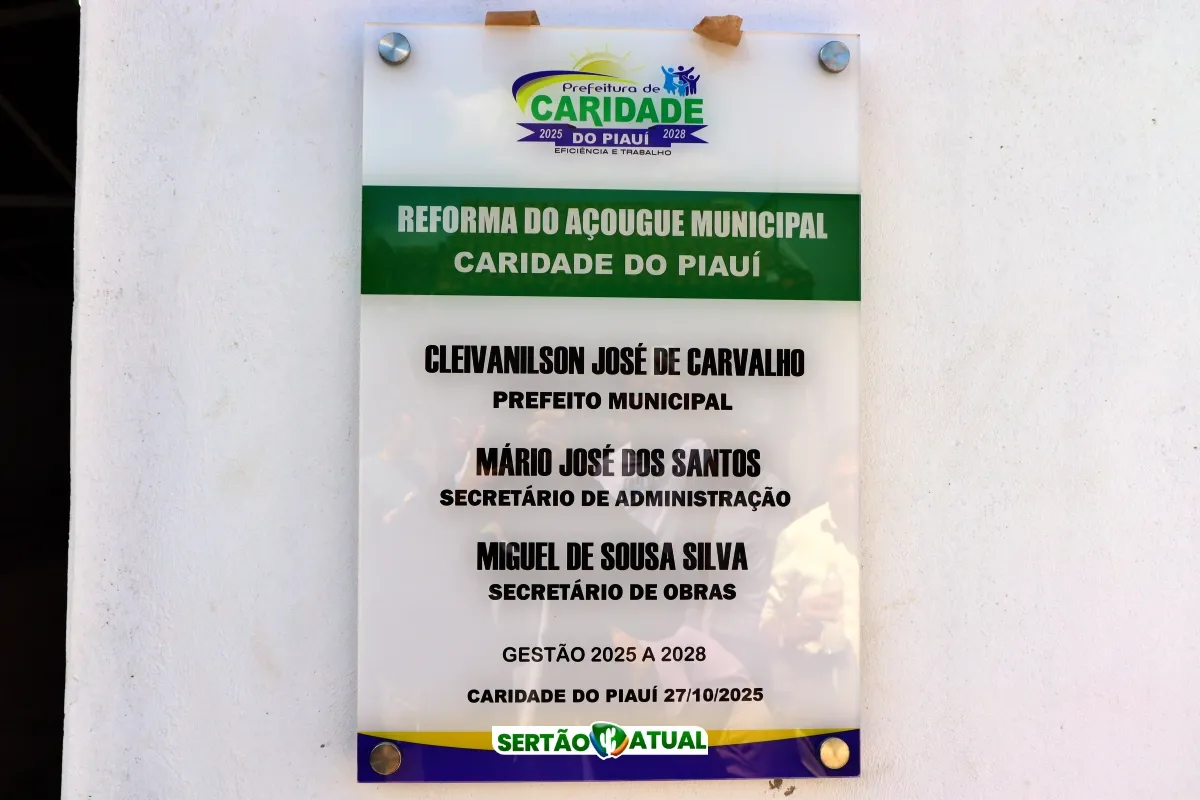 Prefeitura de
CARIDADE
2025 DO PIAUÍ 2028
EFICIÊNCIA E TRABALHO
REFORMA DO AÇOUGUE MUNICIPAL
CARIDADE DO PIAUÍ
CLEIVANILSON JOSÉ DE CARVALHO
PREFEITO MUNICIPAL
MÁRIO JOSÉ DOS SANTOS
SECRETÁRIO DE ADMINISTRAÇÃO
MIGUEL DE SOUSA SILVA
SECRETÁRIO DE OBRAS
GESTÃO 2025 A 2028
CARIDADE DO PIAUÍ 27/10/2025
SERTÃO ATUAL